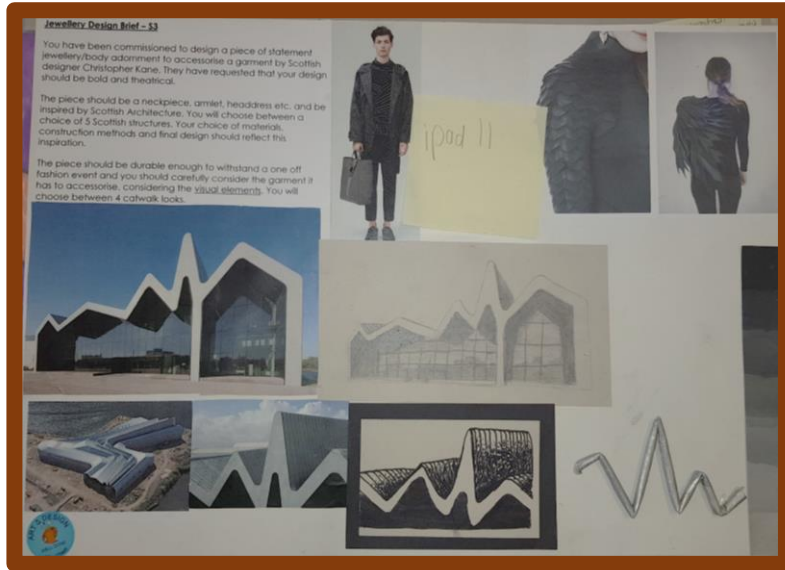 Jewellery Design Brief – S3
You have been commissioned to design a piece of statement
jewellery/body adornment to accessorise a garment by Scottish
designer Christopher Kane. They have requested that your design
should be bold and theatrical.
The piece should be a neckpiece, armlet, headdress etc. and be
inspired by Scottish Architecture. You will choose between a
choice of 5 Scottish structures. Your choice of materials,
construction methods and final design should reflect this
inspiration.
The piece should be durable enough to withstand a one off
fashion event and you should carefully consider the garment it
has to accessorise, considering the visual elements. You will
choose between 4 catwalk looks.
ipad 11
ART & DESIGN